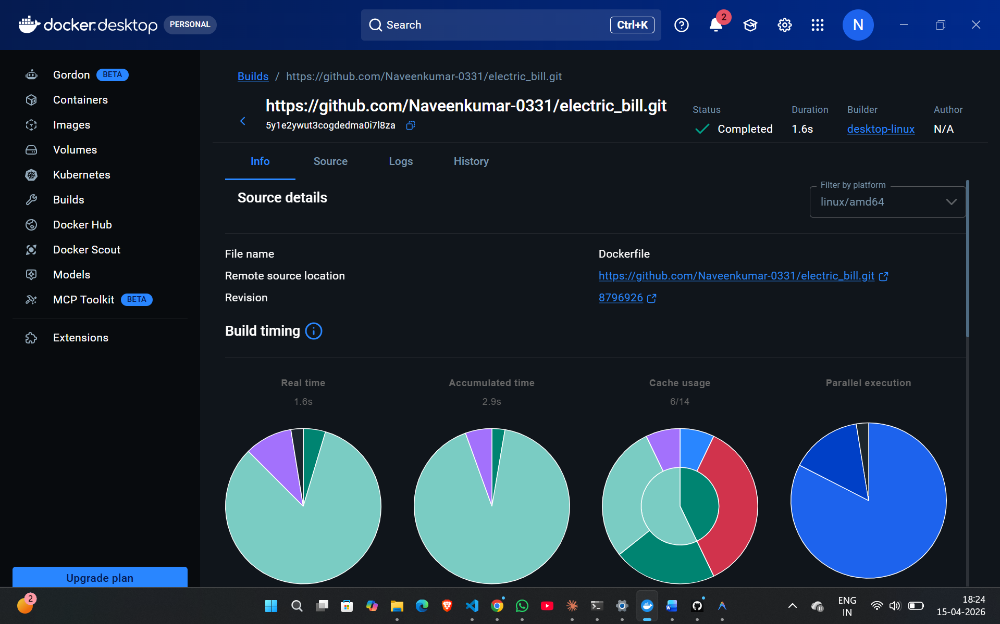 docker.desktop
PERSONAL
Search
Ctrl+K
2
N
Gordon BETA
Containers
Images
Volumes
Kubernetes
Builds
Docker Hub
Docker Scout
Models
MCP Toolkit BETA
Extensions
Upgrade plan
Builds / https://github.com/Naveenkumar-0331/electric_bill.git
https://github.com/Naveenkumar-0331/electric_bill.git
5y1e2ywut3cogdedma0i7l8za
Status
Completed
Duration
1.6s
Builder
desktop-linux
Author
N/A
Info Source Logs History
Source details
Filter by platform
linux/amd64
File name Dockerfile
Remote source location https://github.com/Naveenkumar-0331/electric_bill.git
Revision 8796926
Build timing
Real time
1.6s
Accumulated time
2.9s
Cache usage
6/14
Parallel execution
2
ENG
IN
18:24
15-04-2026